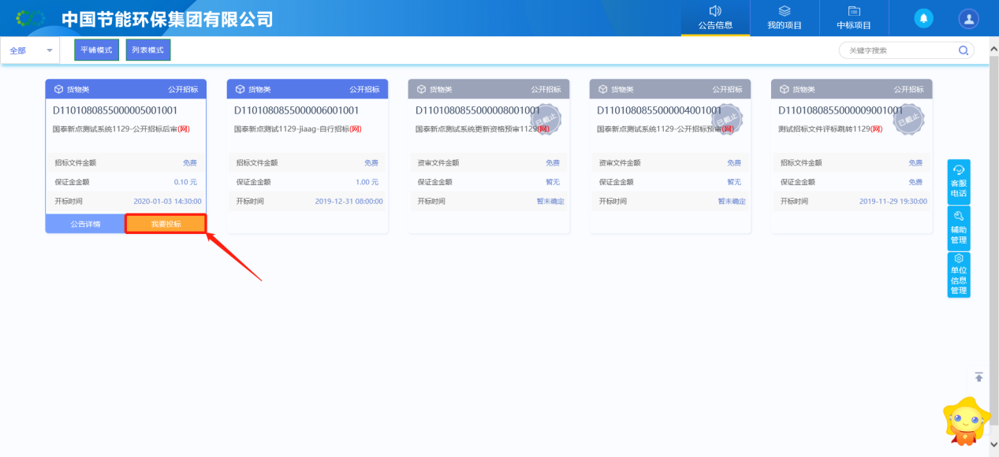 中国节能环保集团有限公司
公告信息
我的项目
中标项目
全部
平铺模式
列表模式
关键字搜索
货物类 公开招标
D1101080855000005001001
国泰新点测试系统1129-公开招标后审(网)
招标文件金额 免费
保证金金额 0.10 元
开标时间 2020-01-03 14:30:00
公告详情 我要投标
货物类 公开招标
D1101080855000006001001
国泰新点测试1129-jiaag-自行招标(网)
招标文件金额 免费
保证金金额 1.00 元
开标时间 2019-12-31 08:00:00
货物类 公开招标
D1101080855000008001001
已截止
国泰新点测试系统更新资格预审1129(网)
资审文件金额 免费
保证金金额 暂无
开标时间 暂未确定
货物类 公开招标
D1101080855000004001001
已截止
国泰新点测试系统1129-公开招标预审(网)
资审文件金额 免费
保证金金额 暂无
开标时间 暂未确定
货物类 公开招标
D1101080855000009001001
已截止
测试招标文件评标跳转1129(网)
招标文件金额 免费
保证金金额 免费
开标时间 2019-11-29 19:30:00
客服
电话
辅助
管理
单位
信息
管理